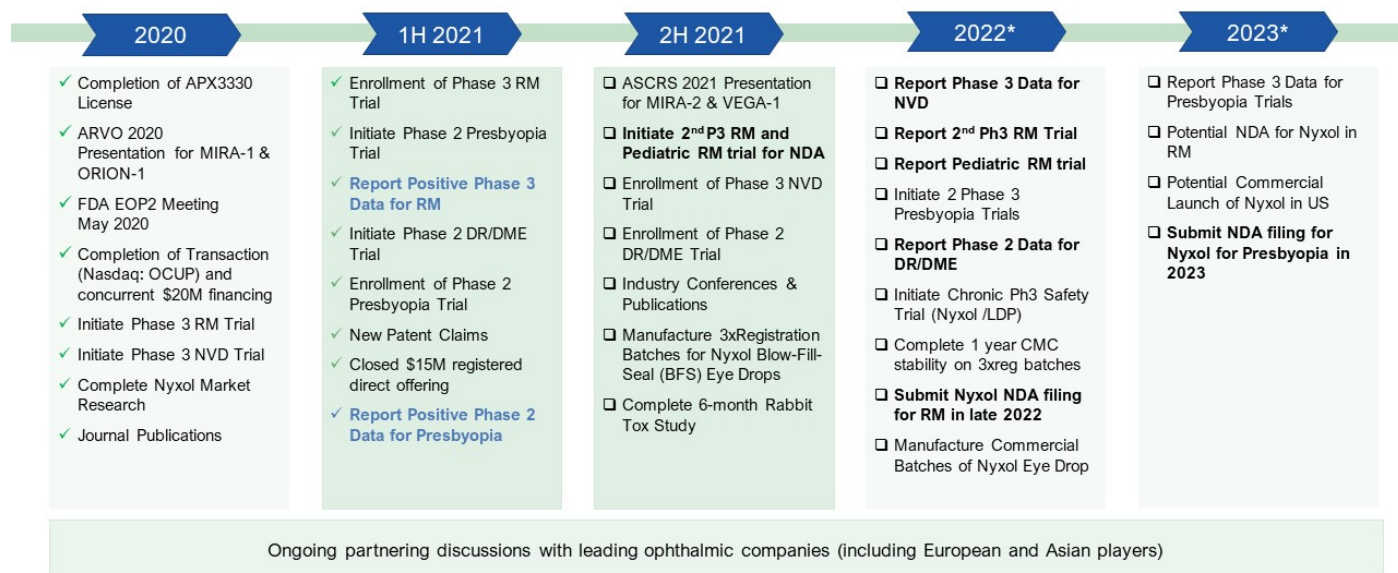 2020
Completion of APX3330
License
ARVO 2020
Presentation for MIRA-1 &
ORION-1
FDA EOP2 Meeting
May 2020
Completion of Transaction
(Nasdaq: OCUP) and
concurrent $20M financing
Initiate Phase 3 RM Trial
Initiate Phase 3 NVD Trial
Complete Nyxol Market
Research
Journal Publications
1H 2021
Enrollment of Phase 3 RM
Trial
Initiate Phase 2 Presbyopia
Trial
Report Positive Phase 3
Data for RM
Initiate Phase 2 DR/DME
Trial
Enrollment of Phase 2
Presbyopia Trial
New Patent Claims
Closed $15M registered
direct offering
Report Positive Phase 2
Data for Presbyopia
2H 2021
ASCRS 2021 Presentation
for MIRA-2 & VEGA-1
Initiate 2nd P3 RM and
Pediatric RM trial for NDA
Enrollment of Phase 3 NVD
Trial
Enrollment of Phase 2
DR/DME Trial
Industry Conferences &
Publications
Manufacture 3xRegistration
Batches for Nyxol Blow-Fill-
Seal (BFS) Eye Drops
Complete 6-month Rabbit
Tox Study
2022*
Report Phase 3 Data for
NVD
Report 2nd Ph3 RM Trial
Report Pediatric RM trial
Initiate 2 Phase 3
Presbyopia Trials
Report Phase 2 Data for
DR/DME
Initiate Chronic Ph3 Safety
Trial (Nyxol /LDP)
Complete 1 year CMC
stability on 3xreg batches
Submit Nyxol NDA filing
for RM in late 2022
Manufacture Commercial
Batches of Nyxol Eye Drop
2023*
Report Phase 3 Data for
Presbyopia Trials
Potential NDA for Nyxol in
RM
Potential Commercial
Launch of Nyxol in US
Submit NDA filing for
Nyxol for Presbyopia in
2023
Ongoing partnering discussions with leading ophthalmic companies (including European and Asian players)